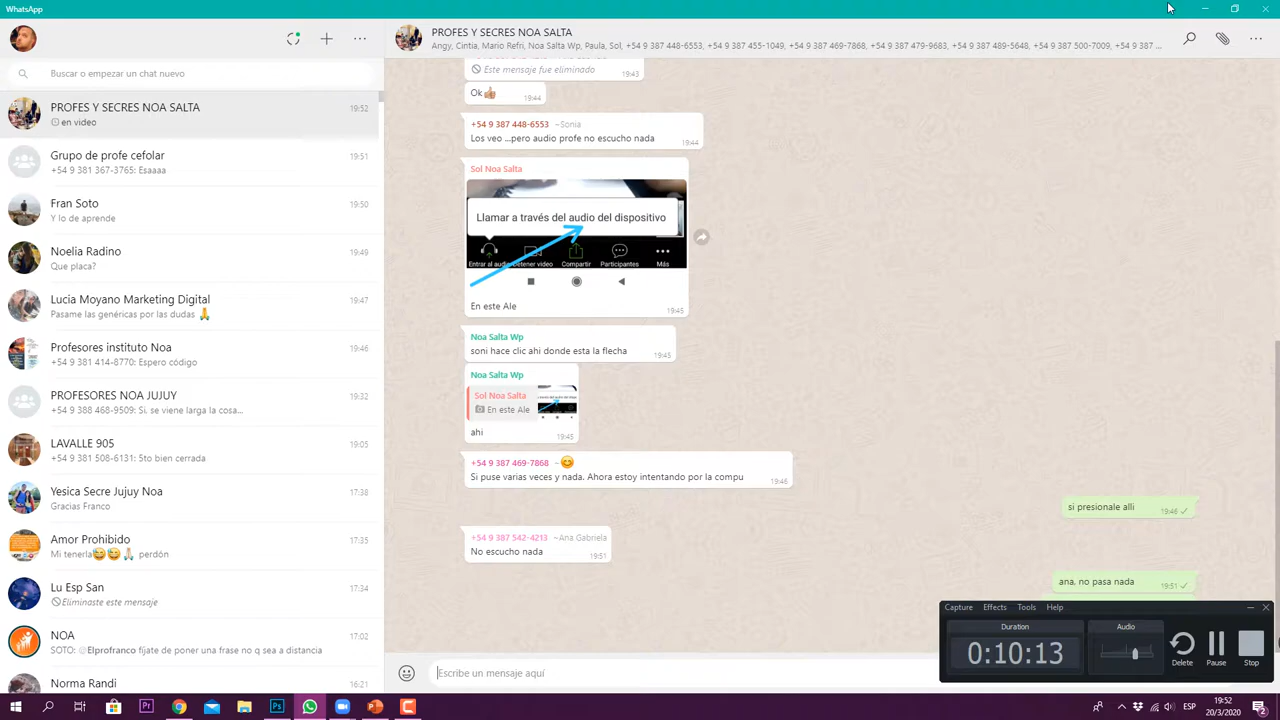 WhatsApp
PROFES Y SECRES NOA SALTA
Angy, Cintia, Mario Refri, Noa Salta Wp, Paula, Sol, +54 9 387 448-6553, +54 9 387 455-1049, +54 9 387 469-7868, +54 9 387 479-9683, +54 9 387 489-5648, +54 9 387 500-7009, +54 9 387 ...
Buscar o empezar un chat nuevo
PROFES Y SECRES NOA SALTA 19:52
en video
Grupo de profe cefolar 19:51
+54 9 381 367-3765: Esaaaa
Fran Soto 19:50
Y lo de aprende
Noelia Radino 19:49
Que placa?
Lucia Moyano Marketing Digital 19:47
Pasame las genéricas por las dudas 🙏
Profesores instituto Noa 19:46
+54 9 381 414-8770: Espero código
PROFESORES NOA JUJUY 19:32
+54 9 388 468-9509: Si. se viene larga la cosa...
LAVALLE 905 19:05
+54 9 381 508-6131: 5to bien cerrada
Yesica Secre Jujuy Noa 17:38
Gracias Franco
Amor Prohibido 17:35
Mi tenerla😅😅🙏 perdón
Lu Esp San 17:34
Eliminaste este mensaje
NOA 17:02
SOTO: @Elprofranco fijate de poner una frase no q sea a distancia
Norma Randi 16:21
Este mensaje fue eliminado 19:43
Ok👍 19:44
+54 9 387 448-6553 ~Sonia
Los veo ...pero audio profe no escucho nada 19:44
Sol Noa Salta
Llamar a través del audio del dispositivo
Entrar al audio Detener video Compartir Participantes Más
En este Ale 19:45
Noa Salta Wp
soni hace clic ahi donde esta la flecha 19:45
Noa Salta Wp
Sol Noa Salta
En este Ale
ahi 19:45
+54 9 387 469-7868 ~😊
Si puse varias veces y nada. Ahora estoy intentando por la compu 19:46
si presionale alli 19:46
+54 9 387 542-4213 ~Ana Gabriela
No escucho nada 19:51
ana, no pasa nada 19:51
Escribe un mensaje aquí
Capture Effects Tools Help
Duration Audio
0:10:13
Delete Pause Stop
ESP
19:52
20/3/2020
2